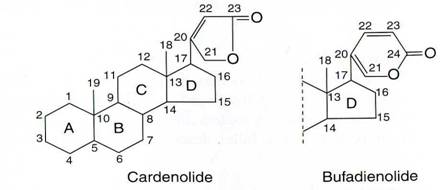 22 23 O
20
18 21
12 17
11 13 16
19 C D
1 9 14 15
2 10 8
A B
3 5 7
4 6
Cardenolide
22 23
20 24 O
21
18 17
13 16
D
15
14
Bufadienolide